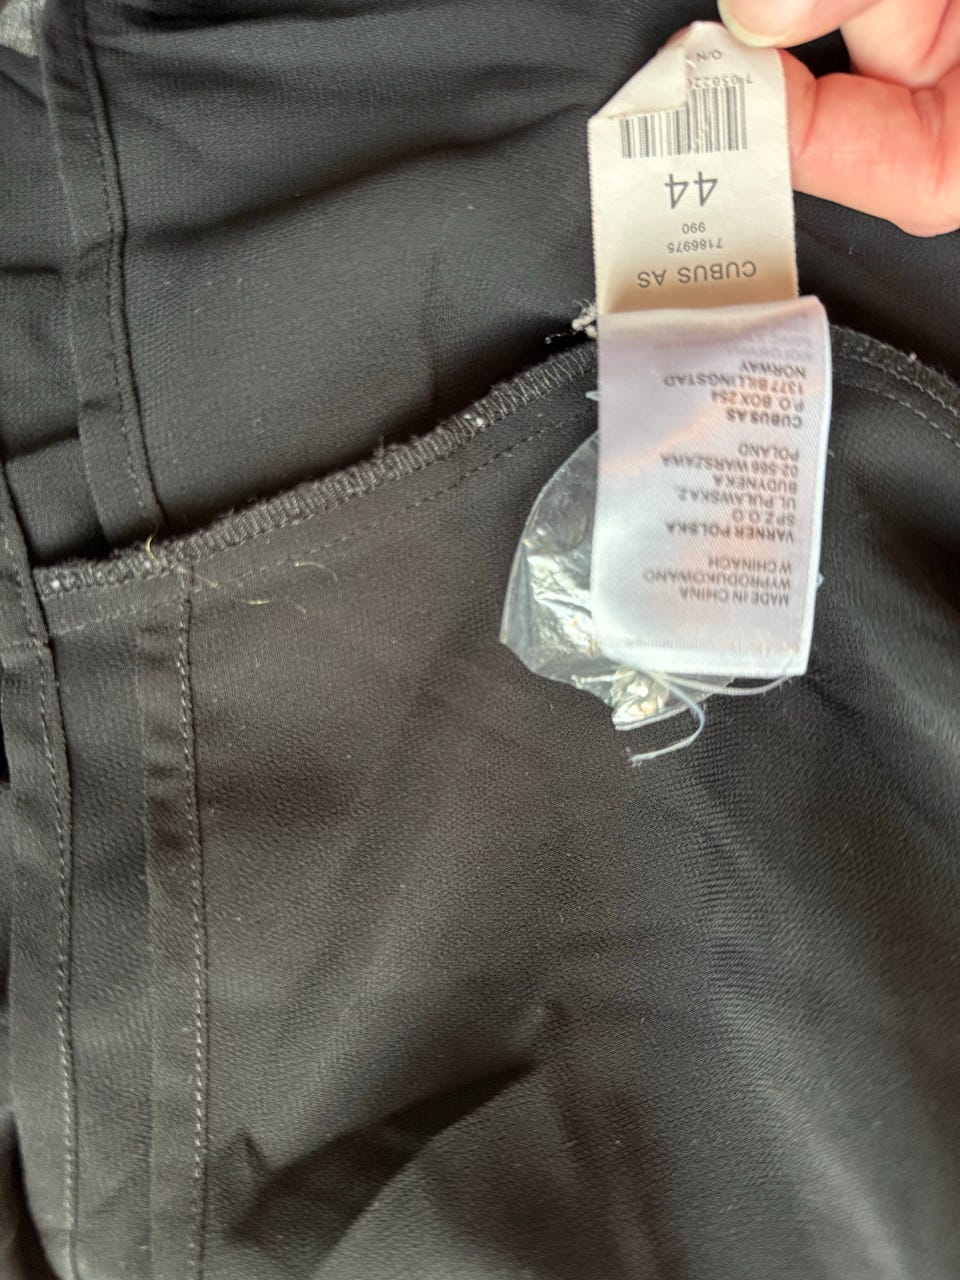 CUBUS AS
7186975
990
44
MADE IN CHINA
WYPRODUKOWANO
W CHINACH
VARNER POLSKA
SP Z.O.O
UL PULAWSKA 2,
BUDYNEK A
02-566 WARSZAWA
POLAND
CUBUS AS
P.O. BOX 254
1377 BILLINGSTAD
NORWAY